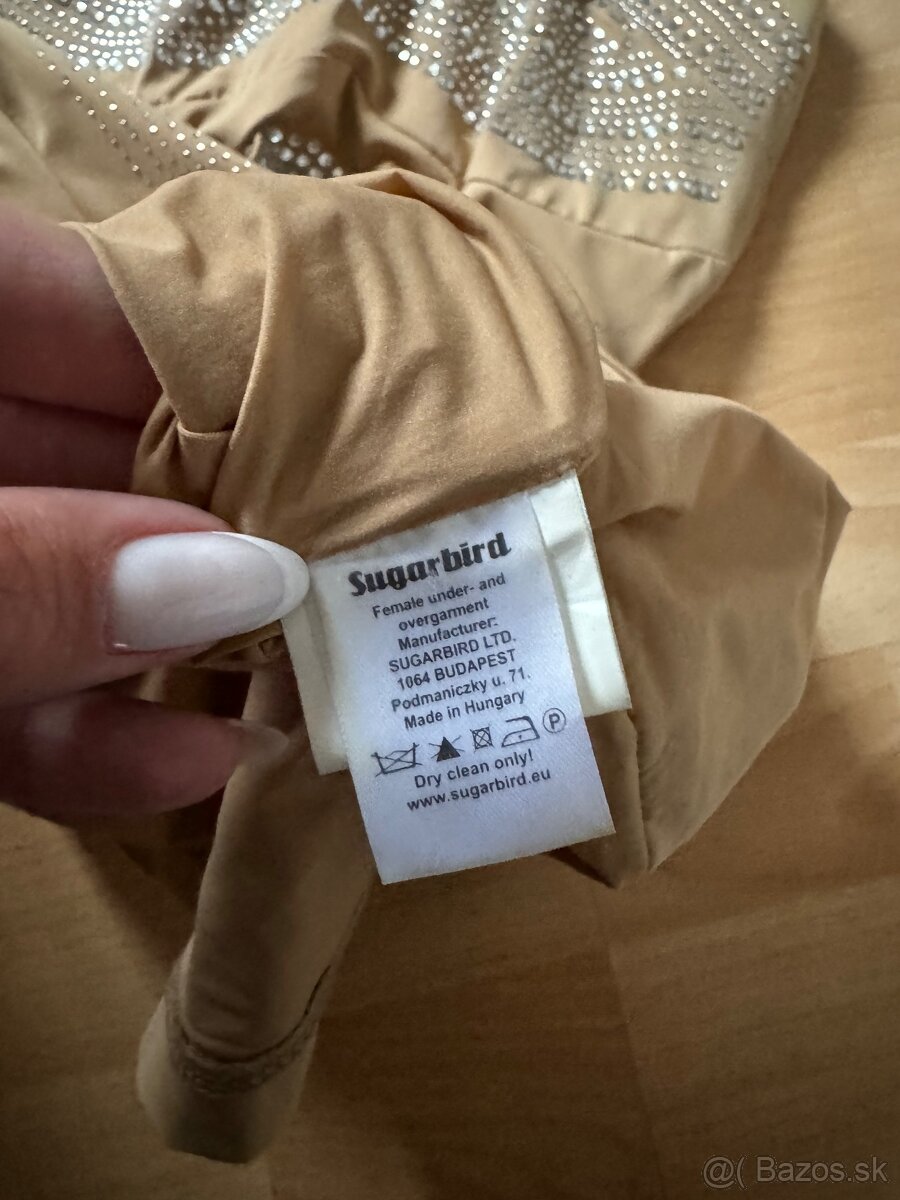 Sugarbird
Female under- and
overgarment
Manufacturer:
SUGARBIRD LTD.
1064 BUDAPEST
Podmaniczky u. 71.
Made in Hungary
P
Dry clean only!
www.sugarbird.eu
@( Bazos.sk